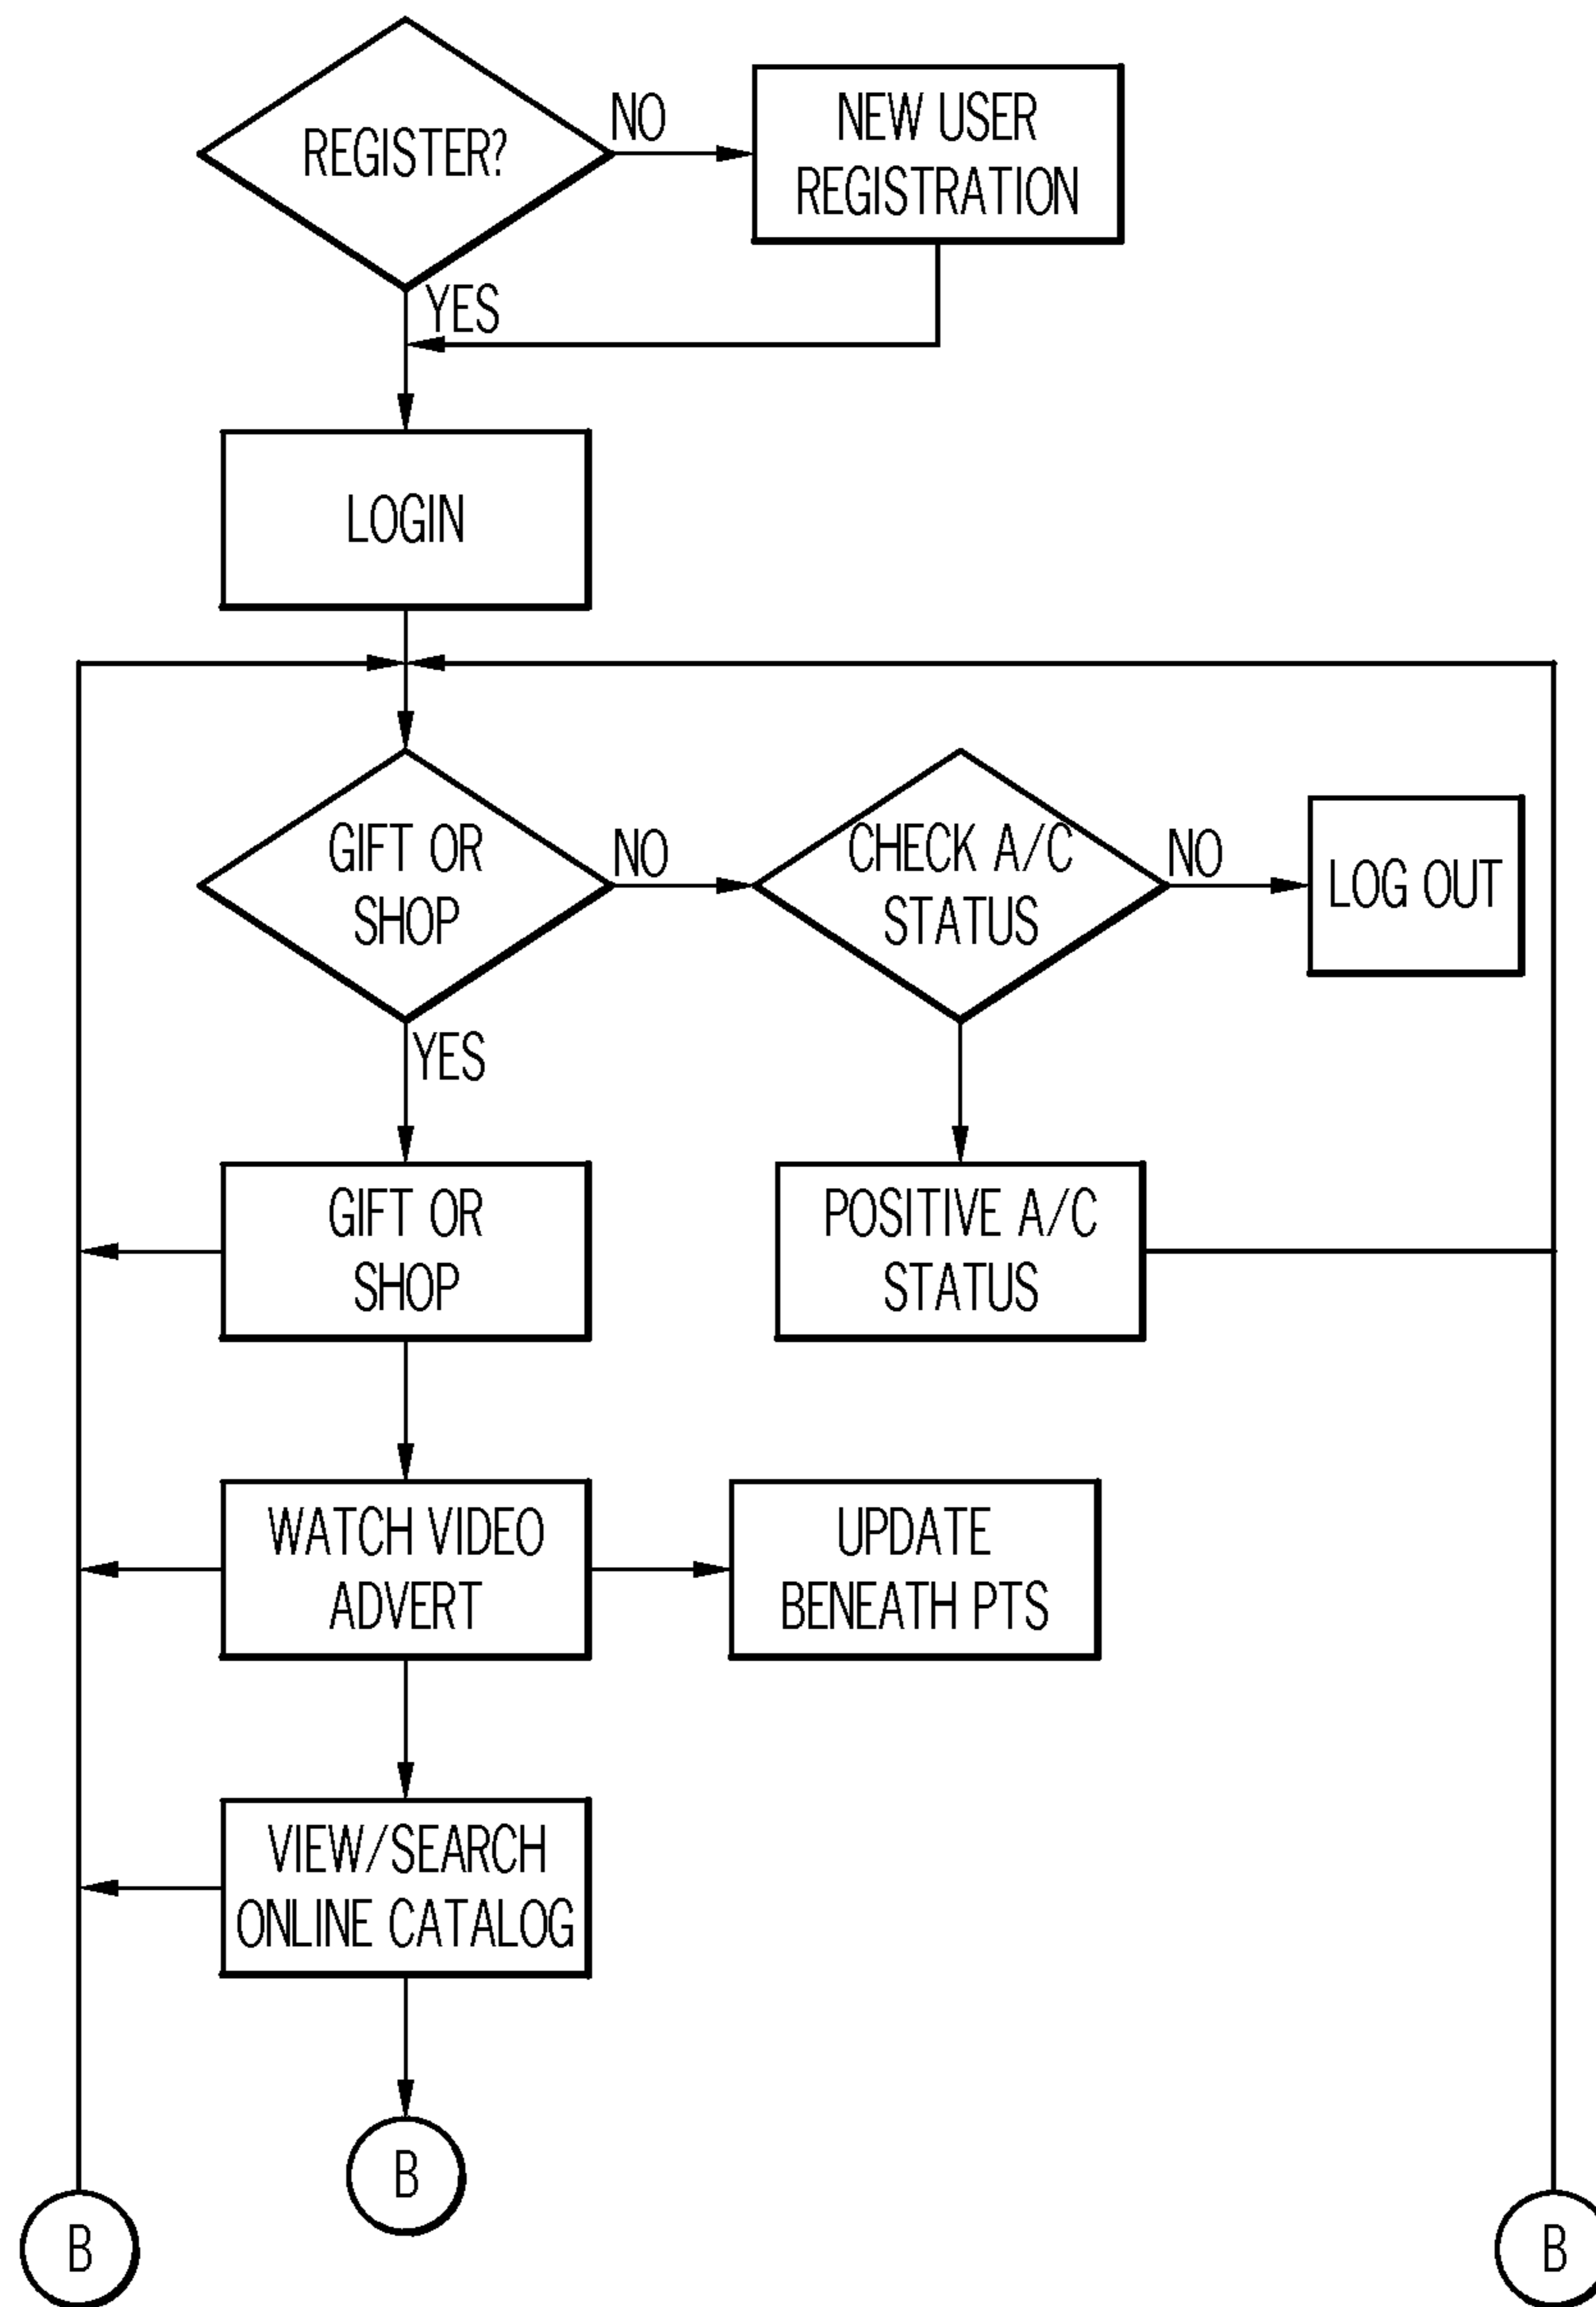 REGISTER?
NO
NEW USER
REGISTRATION
YES
LOGIN
GIFT OR
SHOP
NO
CHECK A/C
STATUS
NO
LOG OUT
YES
GIFT OR
SHOP
POSITIVE A/C
STATUS
WATCH VIDEO
ADVERT
UPDATE
BENEATH PTS
VIEW/SEARCH
ONLINE CATALOG
B
B
B